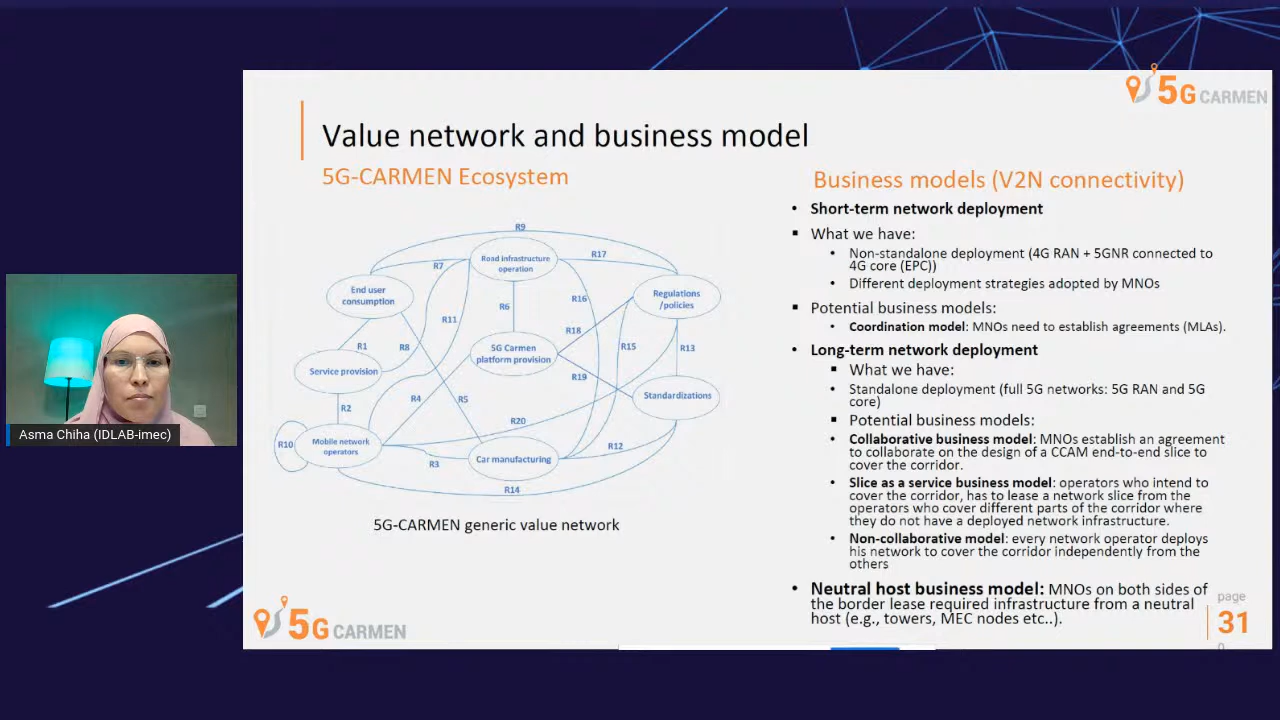 5G CARMEN
Value network and business model
5G-CARMEN Ecosystem
R9
Road infrastructure
operation
R7
R17
End user
consumption
R16
Regulations
/policies
R6
R11
R18
R1
R8
5G Carmen
platform provision
R15
R13
Service provision
R19
R4
R5
Standardizations
R2
R20
R10
Mobile network
operators
R3
Car manufacturing
R12
R14
5G-CARMEN generic value network
Business models (V2N connectivity)
• Short-term network deployment
▪ What we have:
• Non-standalone deployment (4G RAN + 5GNR connected to
4G core (EPC))
• Different deployment strategies adopted by MNOs
▪ Potential business models:
• Coordination model: MNOs need to establish agreements (MLAs).
• Long-term network deployment
▪ What we have:
• Standalone deployment (full 5G networks: 5G RAN and 5G
core)
▪ Potential business models:
• Collaborative business model: MNOs establish an agreement
to collaborate on the design of a CCAM end-to-end slice to
cover the corridor.
• Slice as a service business model: operators who intend to
cover the corridor, has to lease a network slice from the
operators who cover different parts of the corridor where
they do not have a deployed network infrastructure.
• Non-collaborative model: every network operator deploys
his network to cover the corridor independently from the
others
• Neutral host business model: MNOs on both sides of
the border lease required infrastructure from a neutral
host (e.g., towers, MEC nodes etc..).
page
31
5G CARMEN
Asma Chiha (IDLAB-imec)